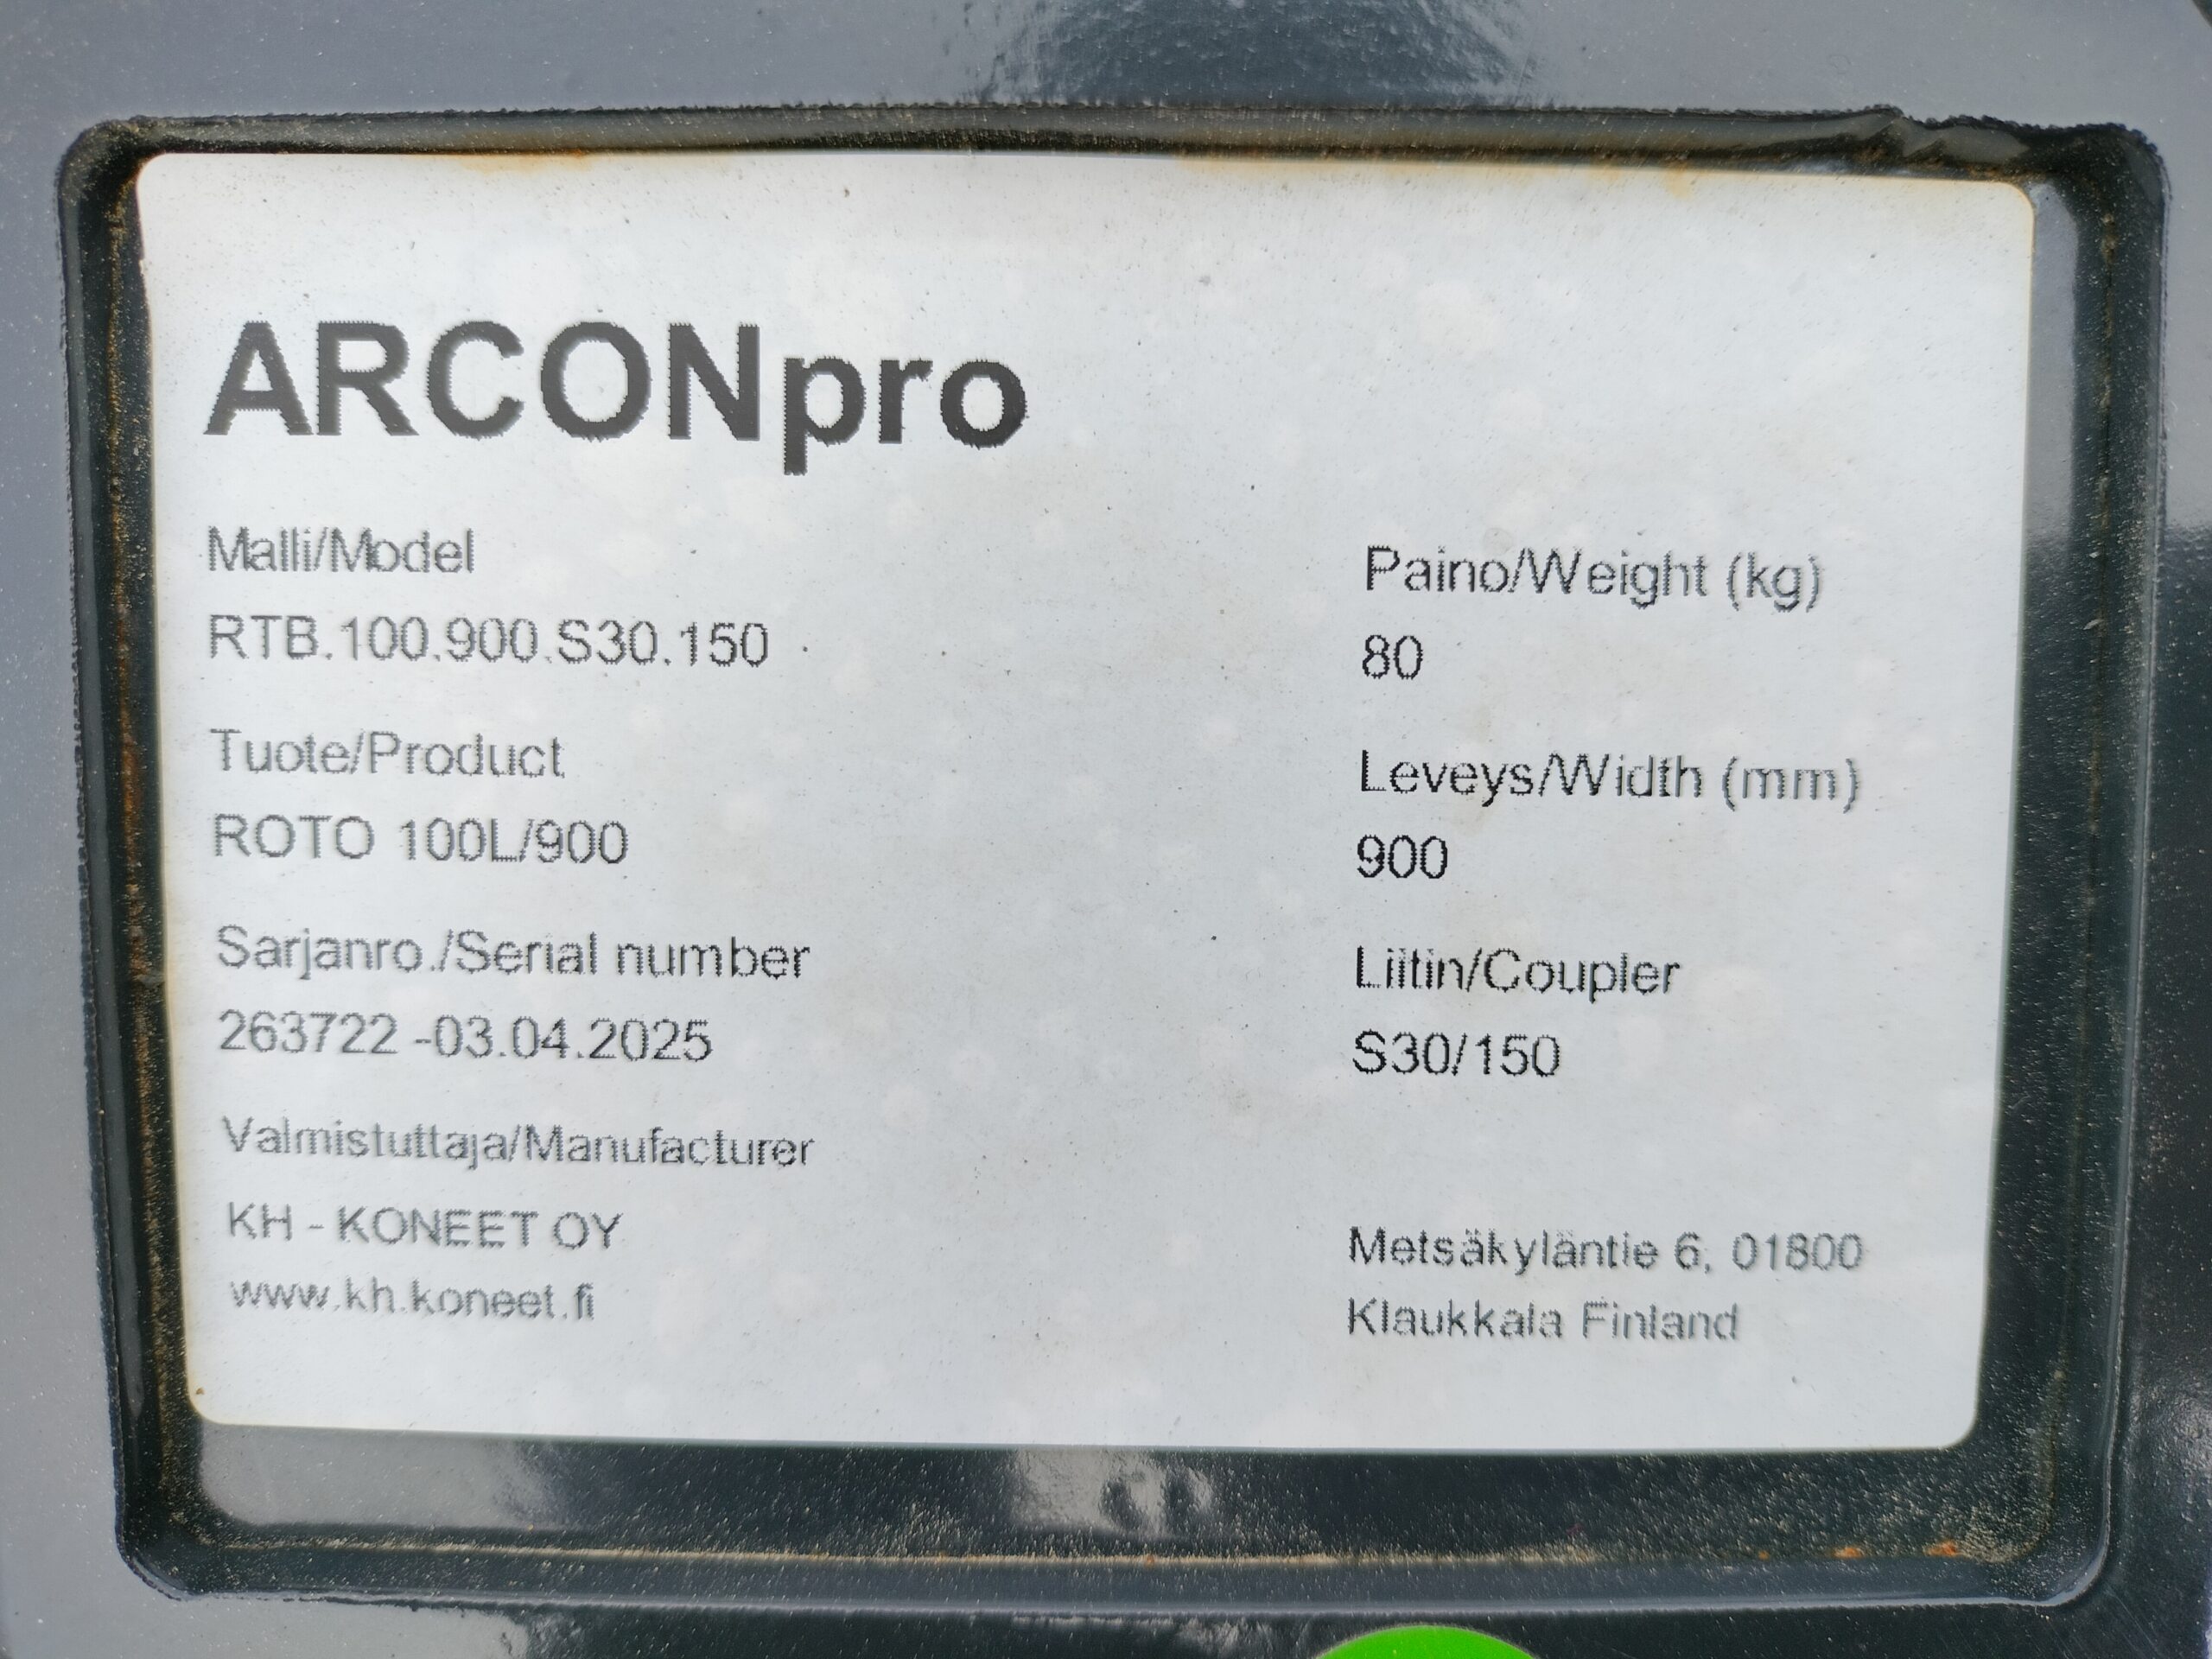 ARCONpro
Malli/Model
RTB.100.900.S30.150
Tuote/Product
ROTO 100L/900
Sarjanro./Serial number
263722 -03.04.2025
Valmistuttaja/Manufacturer
KH - KONEET OY
www.kh.koneet.fi
Paino/Weight (kg)
80
Leveys/Width (mm)
900
Liitin/Coupler
S30/150
Metsäkyläntie 6, 01800
Klaukkala Finland